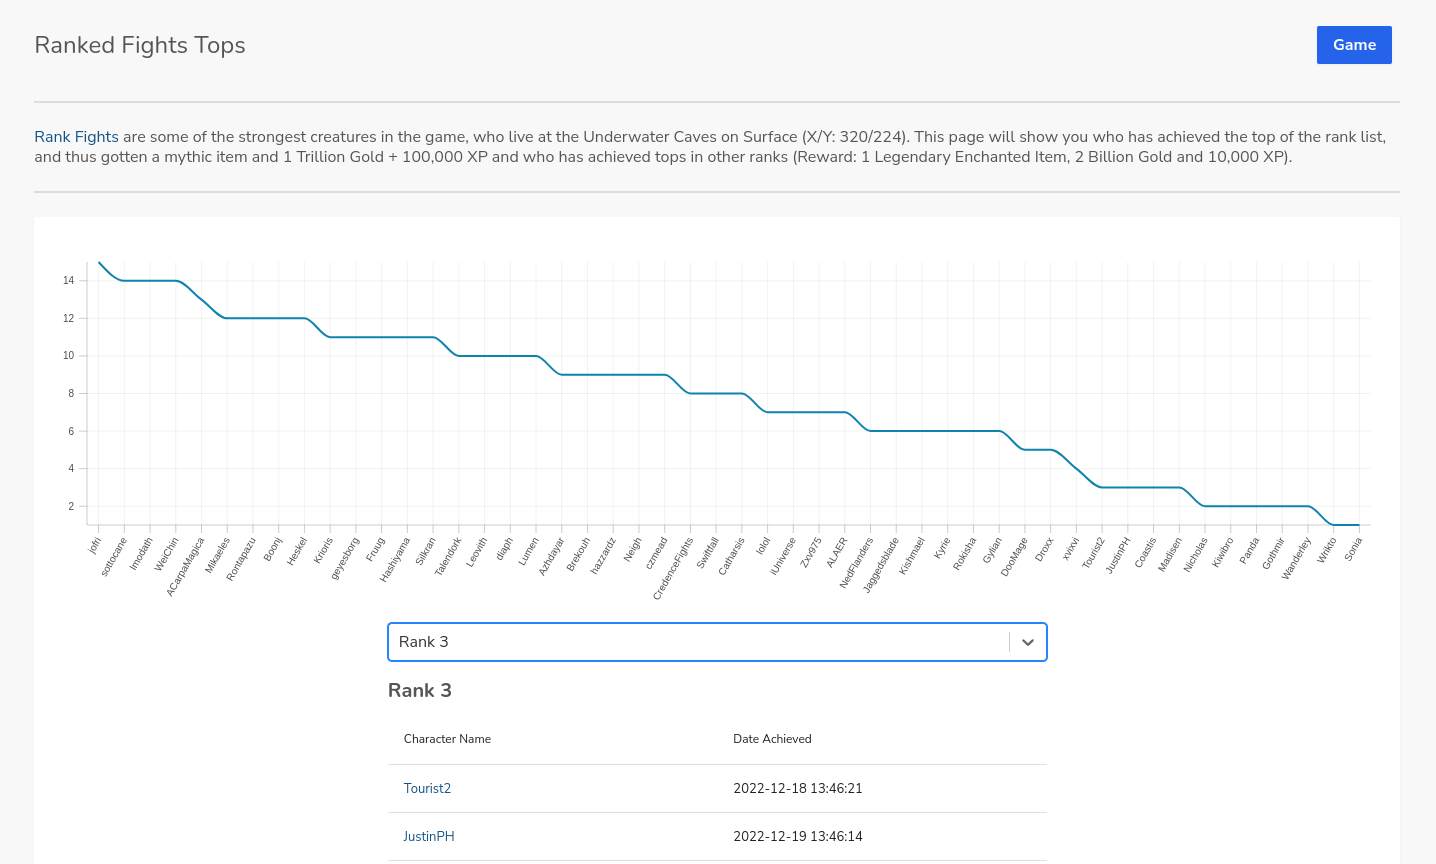 Ranked Fights Tops
Game
Rank Fights are some of the strongest creatures in the game, who live at the Underwater Caves on Surface (X/Y: 320/224). This page will show you who has achieved the top of the rank list,
and thus gotten a mythic item and 1 Trillion Gold + 100,000 XP and who has achieved tops in other ranks (Reward: 1 Legendary Enchanted Item, 2 Billion Gold and 10,000 XP).
14
12
10
8
6
4
2
jofri
sottocane
Imodath
WeiChin
ACarpaMagica
Mikaeles
Rontapazu
Boonj
Heskel
Krioris
geyesborg
Fruug
Hashiyama
Silkran
Talendork
Leovith
diaph
Lumen
Azhdayar
Brekouh
hazzardz
Neigh
czmead
CredenceFights
Swiftfall
Catharsis
lolol
iUniverse
Zxv975
ALAER
NedFlanders
Jaggedsblade
Kishmael
Kyrie
Rokisha
Gylian
DooMage
Droxx
xvixvi
Tourist2
JustinPH
Coastis
Madisen
Nicholas
Kiwibro
Panda
Gothmir
Wanderley
Wrikto
Sonia
Rank 3
Rank 3
Character Name Date Achieved
Tourist2 2022-12-18 13:46:21
JustinPH 2022-12-19 13:46:14